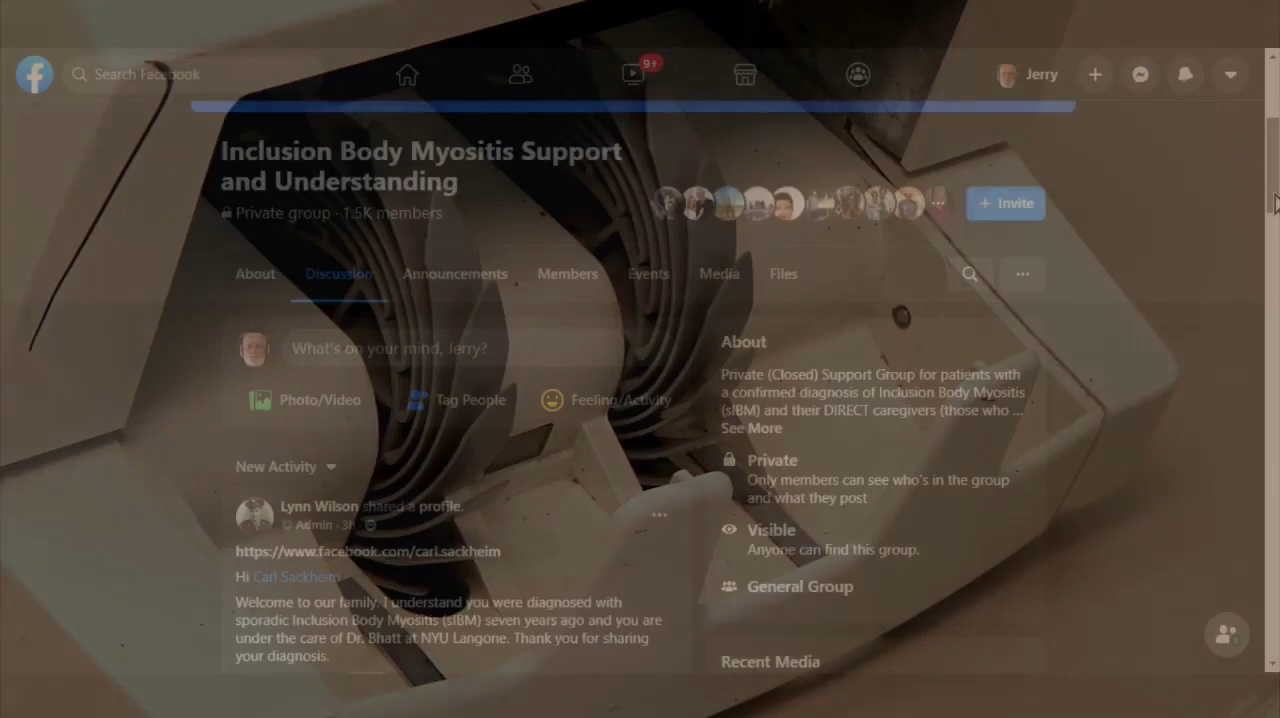 Search Facebook
9+
Jerry
Inclusion Body Myositis Support
and Understanding
Private group · 1.5K members
+ Invite
About
Discussion
Announcements
Members
Events
Media
Files
What's on your mind, Jerry?
Photo/Video
Tag People
Feeling/Activity
New Activity
Lynn Wilson shared a profile.
Admin · 3h ·
https://www.facebook.com/carl.sackheim
Hi Carl Sackheim
Welcome to our family. I understand you were diagnosed with
sporadic Inclusion Body Myositis (sIBM) seven years ago and you are
under the care of Dr. Bhatt at NYU Langone. Thank you for sharing
your diagnosis.
About
Private (Closed) Support Group for patients with
a confirmed diagnosis of Inclusion Body Myositis
(sIBM) and their DIRECT caregivers (those who ...
See More
Private
Only members can see who's in the group
and what they post
Visible
Anyone can find this group.
General Group
Recent Media